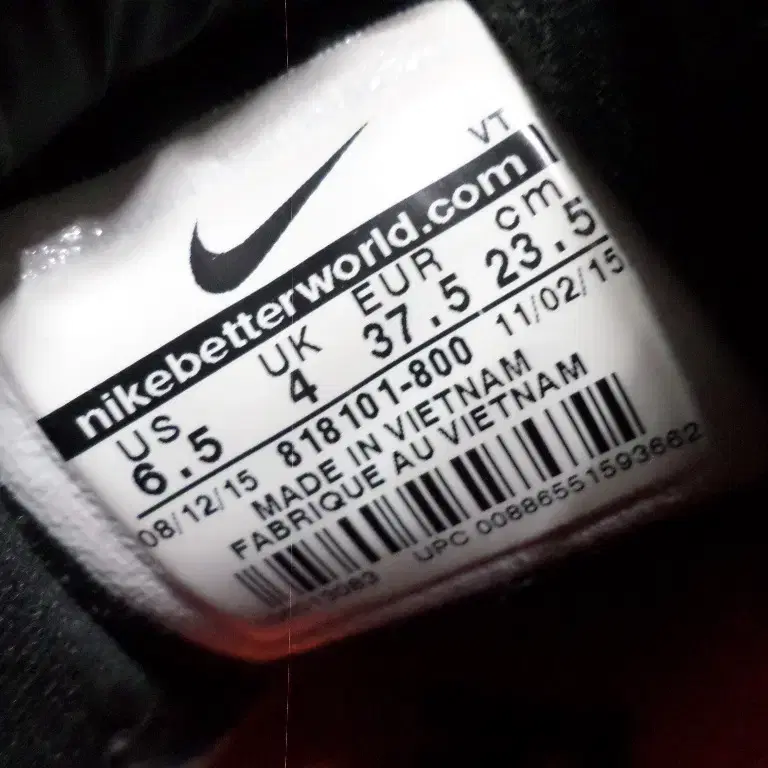 VT
nikebetterworld.com
US UK EUR cm
6.5 4 37.5 23.5
08/12/15 818101-800 11/02/15
MADE IN VIETNAM
FABRIQUE AU VIETNAM
UPC 00886551593662